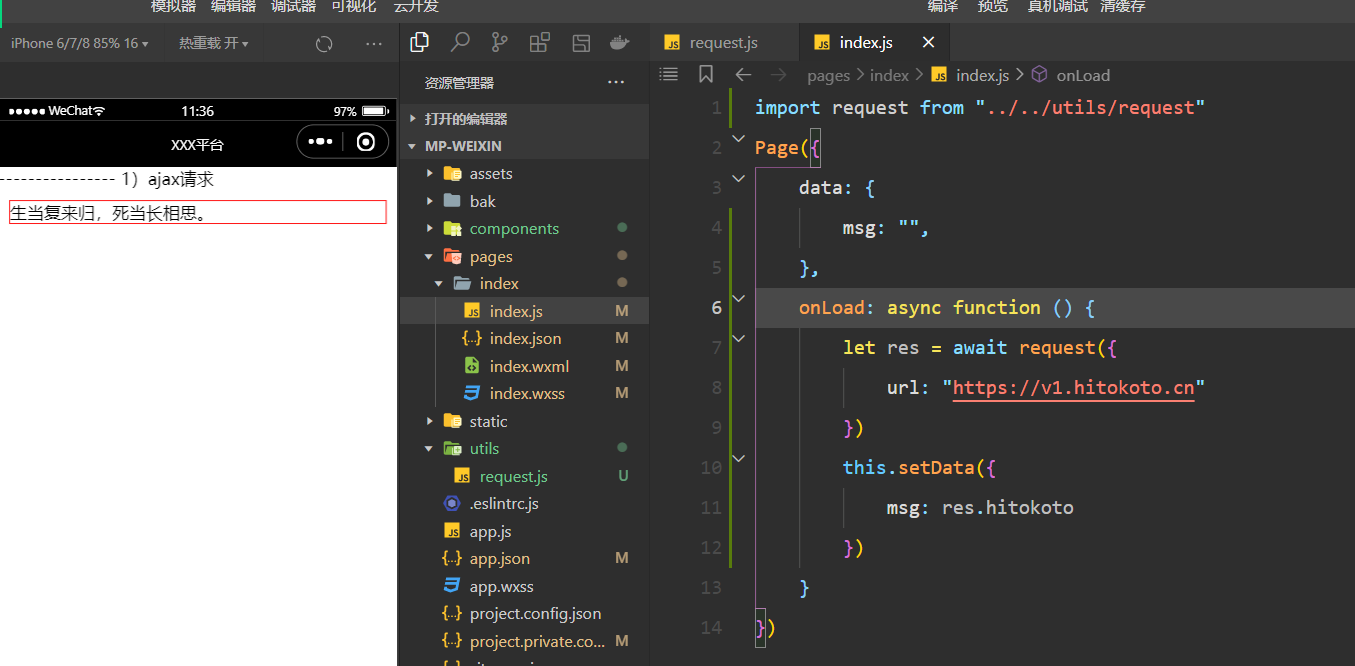 模拟器 编辑器 调试器 可视化 云开发
编译 预览 真机调试 清缓存
iPhone 6/7/8 85% 16
热重载 开
WeChat
11:36
97%
XXX平台
---------------- 1）ajax请求
生当复来归，死当长相思。
资源管理器
打开的编辑器
MP-WEIXIN
assets
bak
components
pages
index
index.js M
index.json M
index.wxml M
index.wxss M
static
utils
request.js U
.eslintrc.js
app.js
app.json M
app.wxss
project.config.json
project.private.co... M
request.js
index.js
pages > index > index.js > onLoad
1 import request from "../../utils/request"
2 Page({
3 data: {
4 msg: "",
5 },
6 onLoad: async function () {
7 let res = await request({
8 url: "https://v1.hitokoto.cn"
9 })
10 this.setData({
11 msg: res.hitokoto
12 })
13 }
14 })